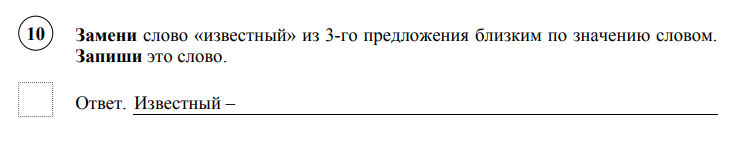 10 Замени слово «известный» из 3-го предложения близким по значению словом.
Запиши это слово.
Ответ. Известный –